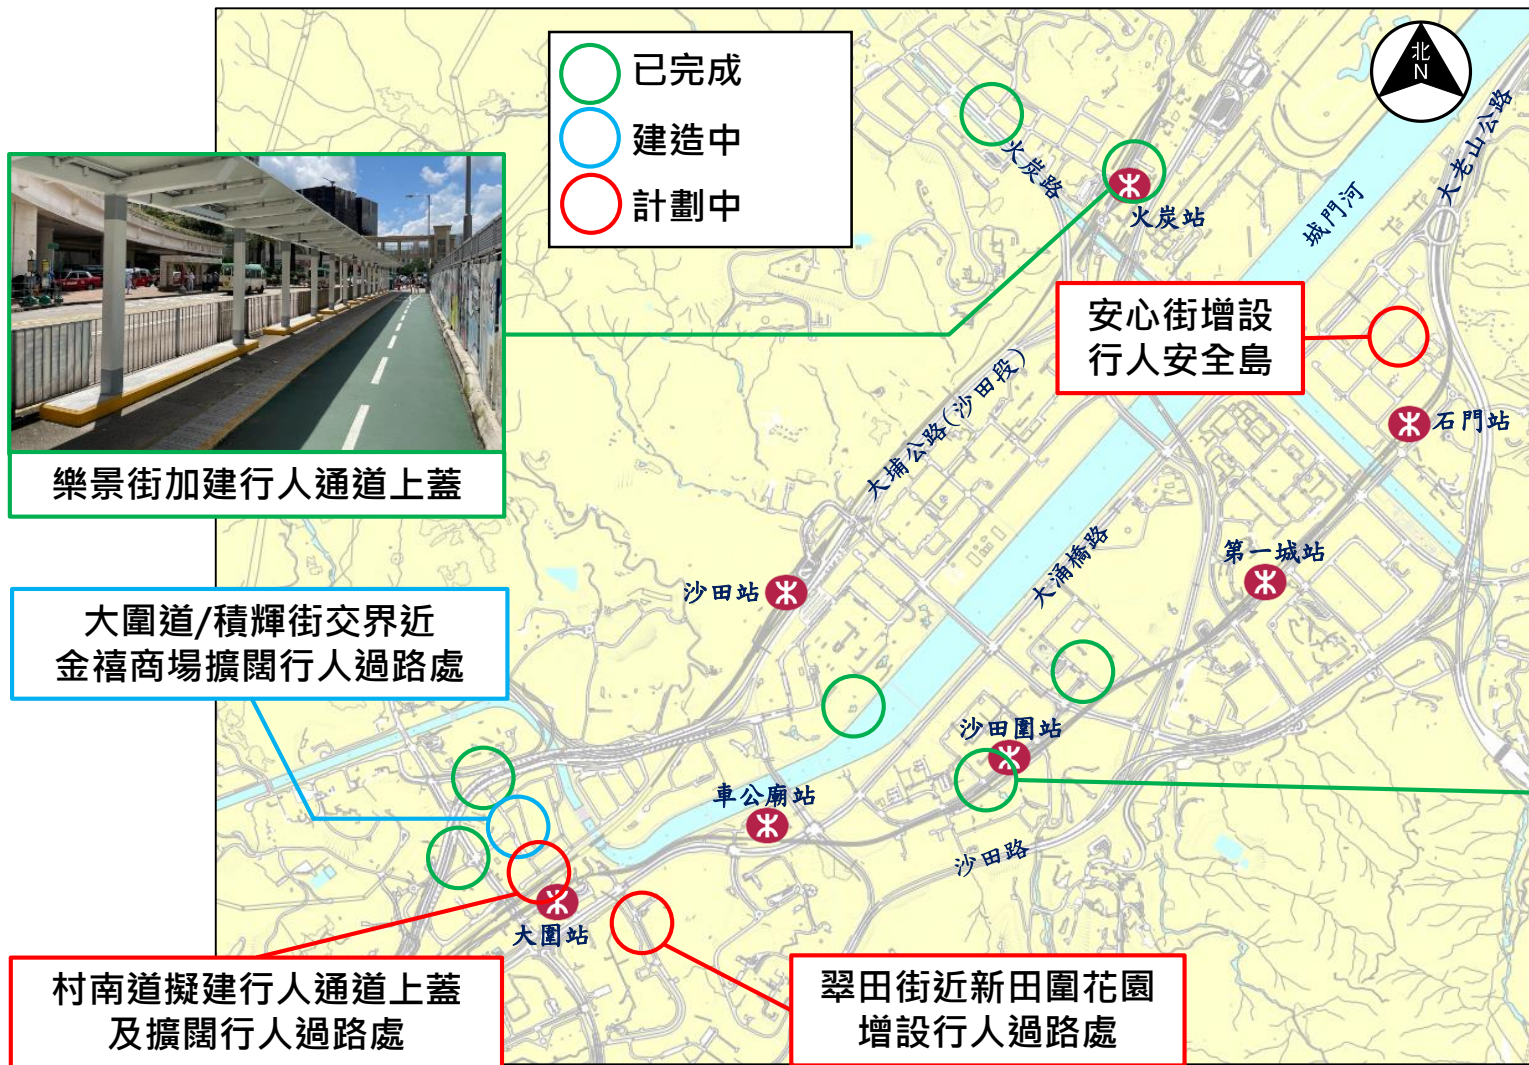 已完成
建造中
計劃中
北
N
火炭路
火炭站
城門河
大老山公路
安心街增設
行人安全島
石門站
大埔公路(沙田段)
樂景街加建行人通道上蓋
大涌橋路
第一城站
沙田站
大圍道/積輝街交界近
金禧商場擴闊行人過路處
沙田圍站
車公廟站
沙田路
大圍站
村南道擬建行人通道上蓋
及擴闊行人過路處
翠田街近新田圍花園
增設行人過路處